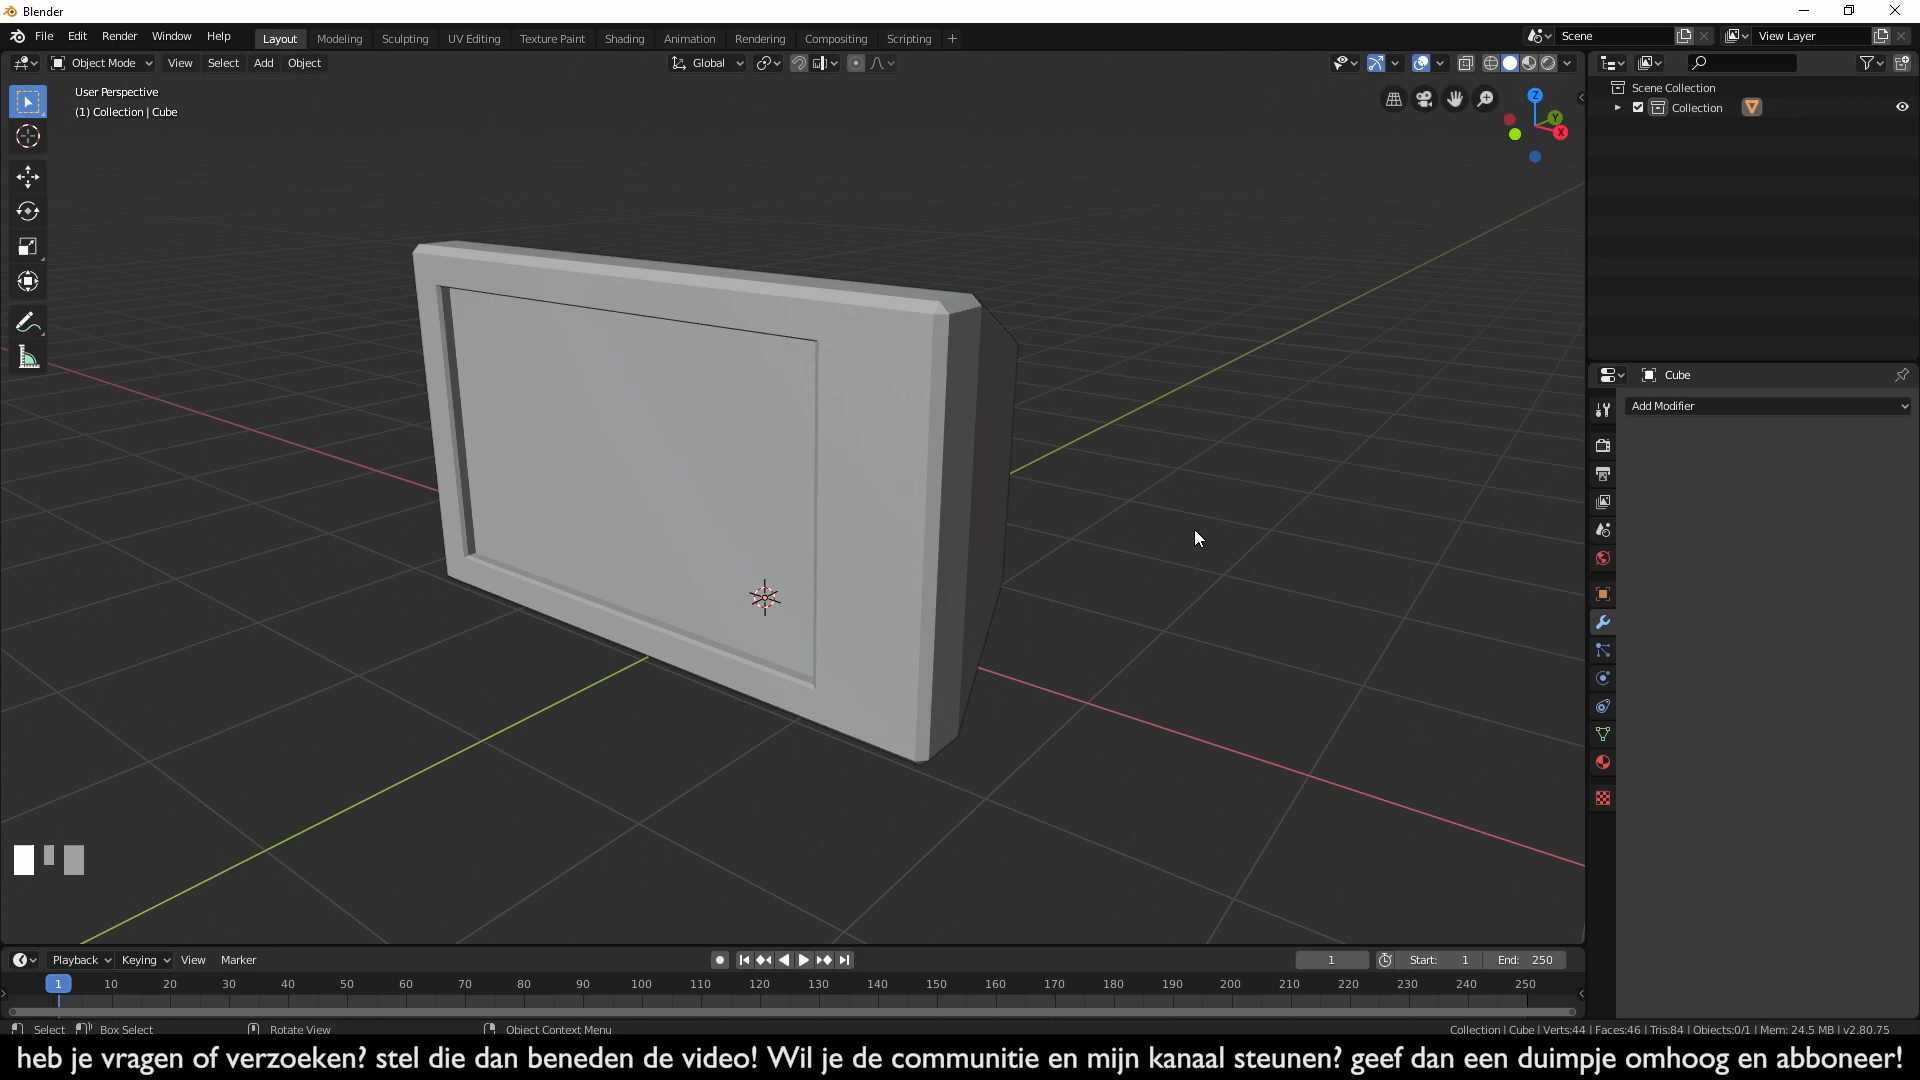 Blender
File Edit Render Window Help Layout Modeling Sculpting UV Editing Texture Paint Shading Animation Rendering Compositing Scripting + Scene View Layer
Object Mode View Select Add Object Global
User Perspective
(1) Collection | Cube
Z Y X
Scene Collection
Collection
Cube
Add Modifier
Playback Keying View Marker 1 Start: 1 End: 250
1 10 20 30 40 50 60 70 80 90 100 110 120 130 140 150 160 170 180 190 200 210 220 230 240 250
Select Box Select Rotate View Object Context Menu Collection | Cube | Verts:44 | Faces:46 | Tris:84 | Objects:0/1 | Mem: 24.5 MB | v2.80.75
heb je vragen of verzoeken? stel die dan beneden de video! Wil je de communitie en mijn kanaal steunen? geef dan een duimpje omhoog en abboneer!